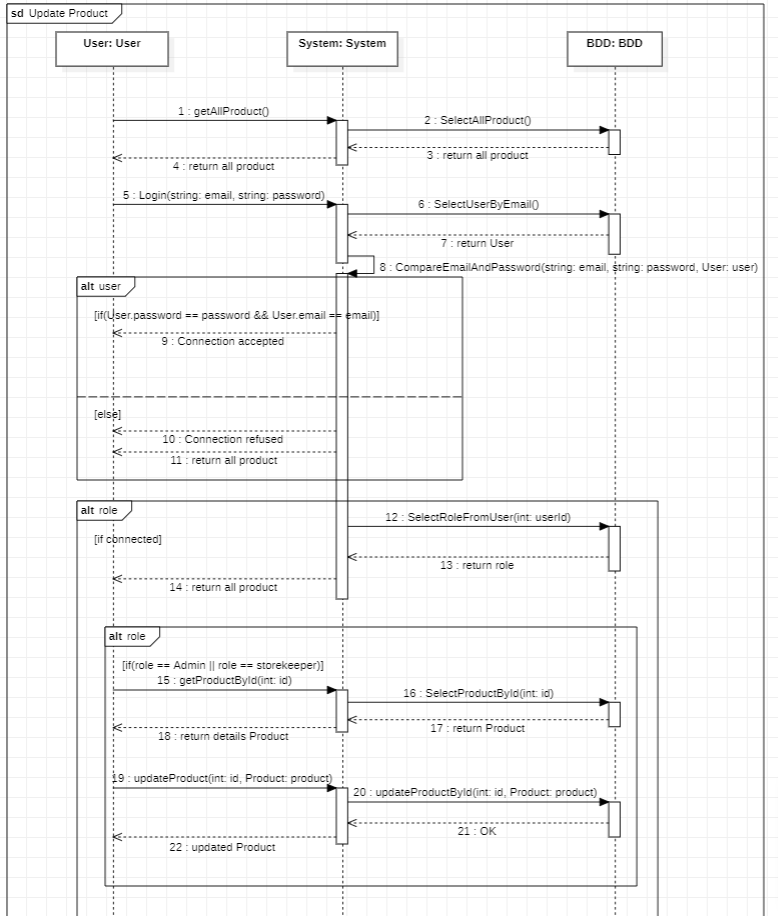 sd Update Product
User: User
System: System
BDD: BDD
1 : getAllProduct()
2 : SelectAllProduct()
3 : return all product
4 : return all product
5 : Login(string: email, string: password)
6 : SelectUserByEmail()
7 : return User
8 : CompareEmailAndPassword(string: email, string: password, User: user)
alt user
[if(User.password == password && User.email == email)]
9 : Connection accepted
[else]
10 : Connection refused
11 : return all product
alt role
12 : SelectRoleFromUser(int: userId)
[if connected]
13 : return role
14 : return all product
alt role
[if(role == Admin || role == storekeeper)]
15 : getProductById(int: id)
16 : SelectProductById(int: id)
17 : return Product
18 : return details Product
19 : updateProduct(int: id, Product: product)
20 : updateProductById(int: id, Product: product)
21 : OK
22 : updated Product